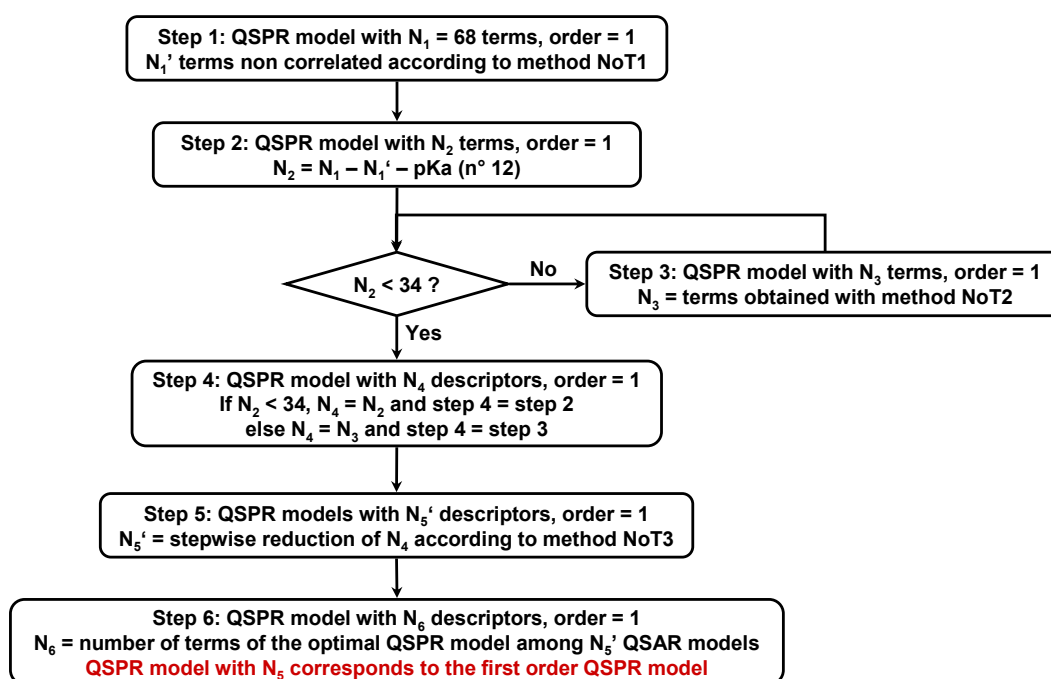 Step 1: QSPR model with N₁ = 68 terms, order = 1
N₁’ terms non correlated according to method NoT1
Step 2: QSPR model with N₂ terms, order = 1
N₂ = N₁ – N₁‘ – pKa (n° 12)
N₂ < 34 ?
No
Step 3: QSPR model with N₃ terms, order = 1
N₃ = terms obtained with method NoT2
Yes
Step 4: QSPR model with N₄ descriptors, order = 1
If N₂ < 34, N₄ = N₂ and step 4 = step 2
else N₄ = N₃ and step 4 = step 3
Step 5: QSPR models with N₅‘ descriptors, order = 1
N₅‘ = stepwise reduction of N₄ according to method NoT3
Step 6: QSPR model with N₆ descriptors, order = 1
N₆ = number of terms of the optimal QSPR model among N₅’ QSAR models
QSPR model with N₅ corresponds to the first order QSPR model